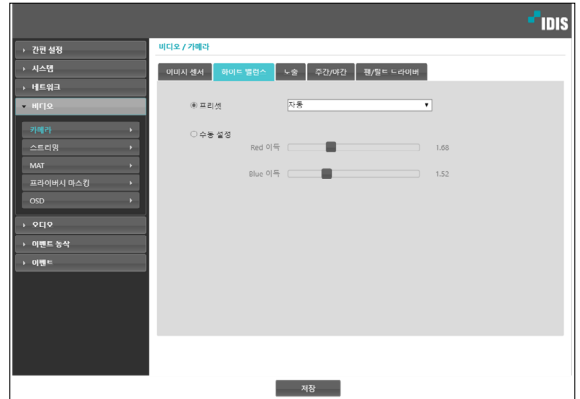 IDIS
간편 설정
시스템
네트워크
비디오
카메라
스트리밍
MAT
프라이버시 마스킹
OSD
오디오
이벤트 동작
이벤트
비디오 / 카메라
이미지 센서 화이트 밸런스 노출 주간/야간 팬/틸트 드라이버
프리셋 자동
수동 설정
Red 이득 1.66
Blue 이득 1.52
저장